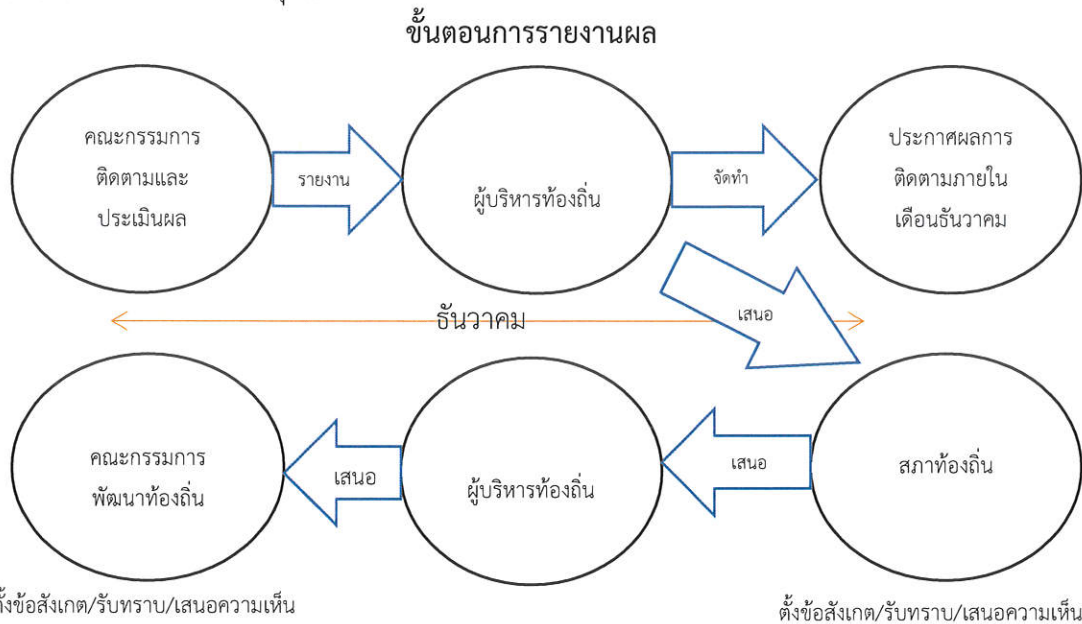 ขั้นตอนการรายงานผล
คณะกรรมการ
ติดตามและ
ประเมินผล
รายงาน
ผู้บริหารท้องถิ่น
จัดทำ
ประกาศผลการ
ติดตามภายใน
เดือนธันวาคม
เสนอ
ธันวาคม
คณะกรรมการ
พัฒนาท้องถิ่น
เสนอ
ผู้บริหารท้องถิ่น
เสนอ
สภาท้องถิ่น
ตั้งข้อสังเกต/รับทราบ/เสนอความเห็น
ตั้งข้อสังเกต/รับทราบ/เสนอความเห็น